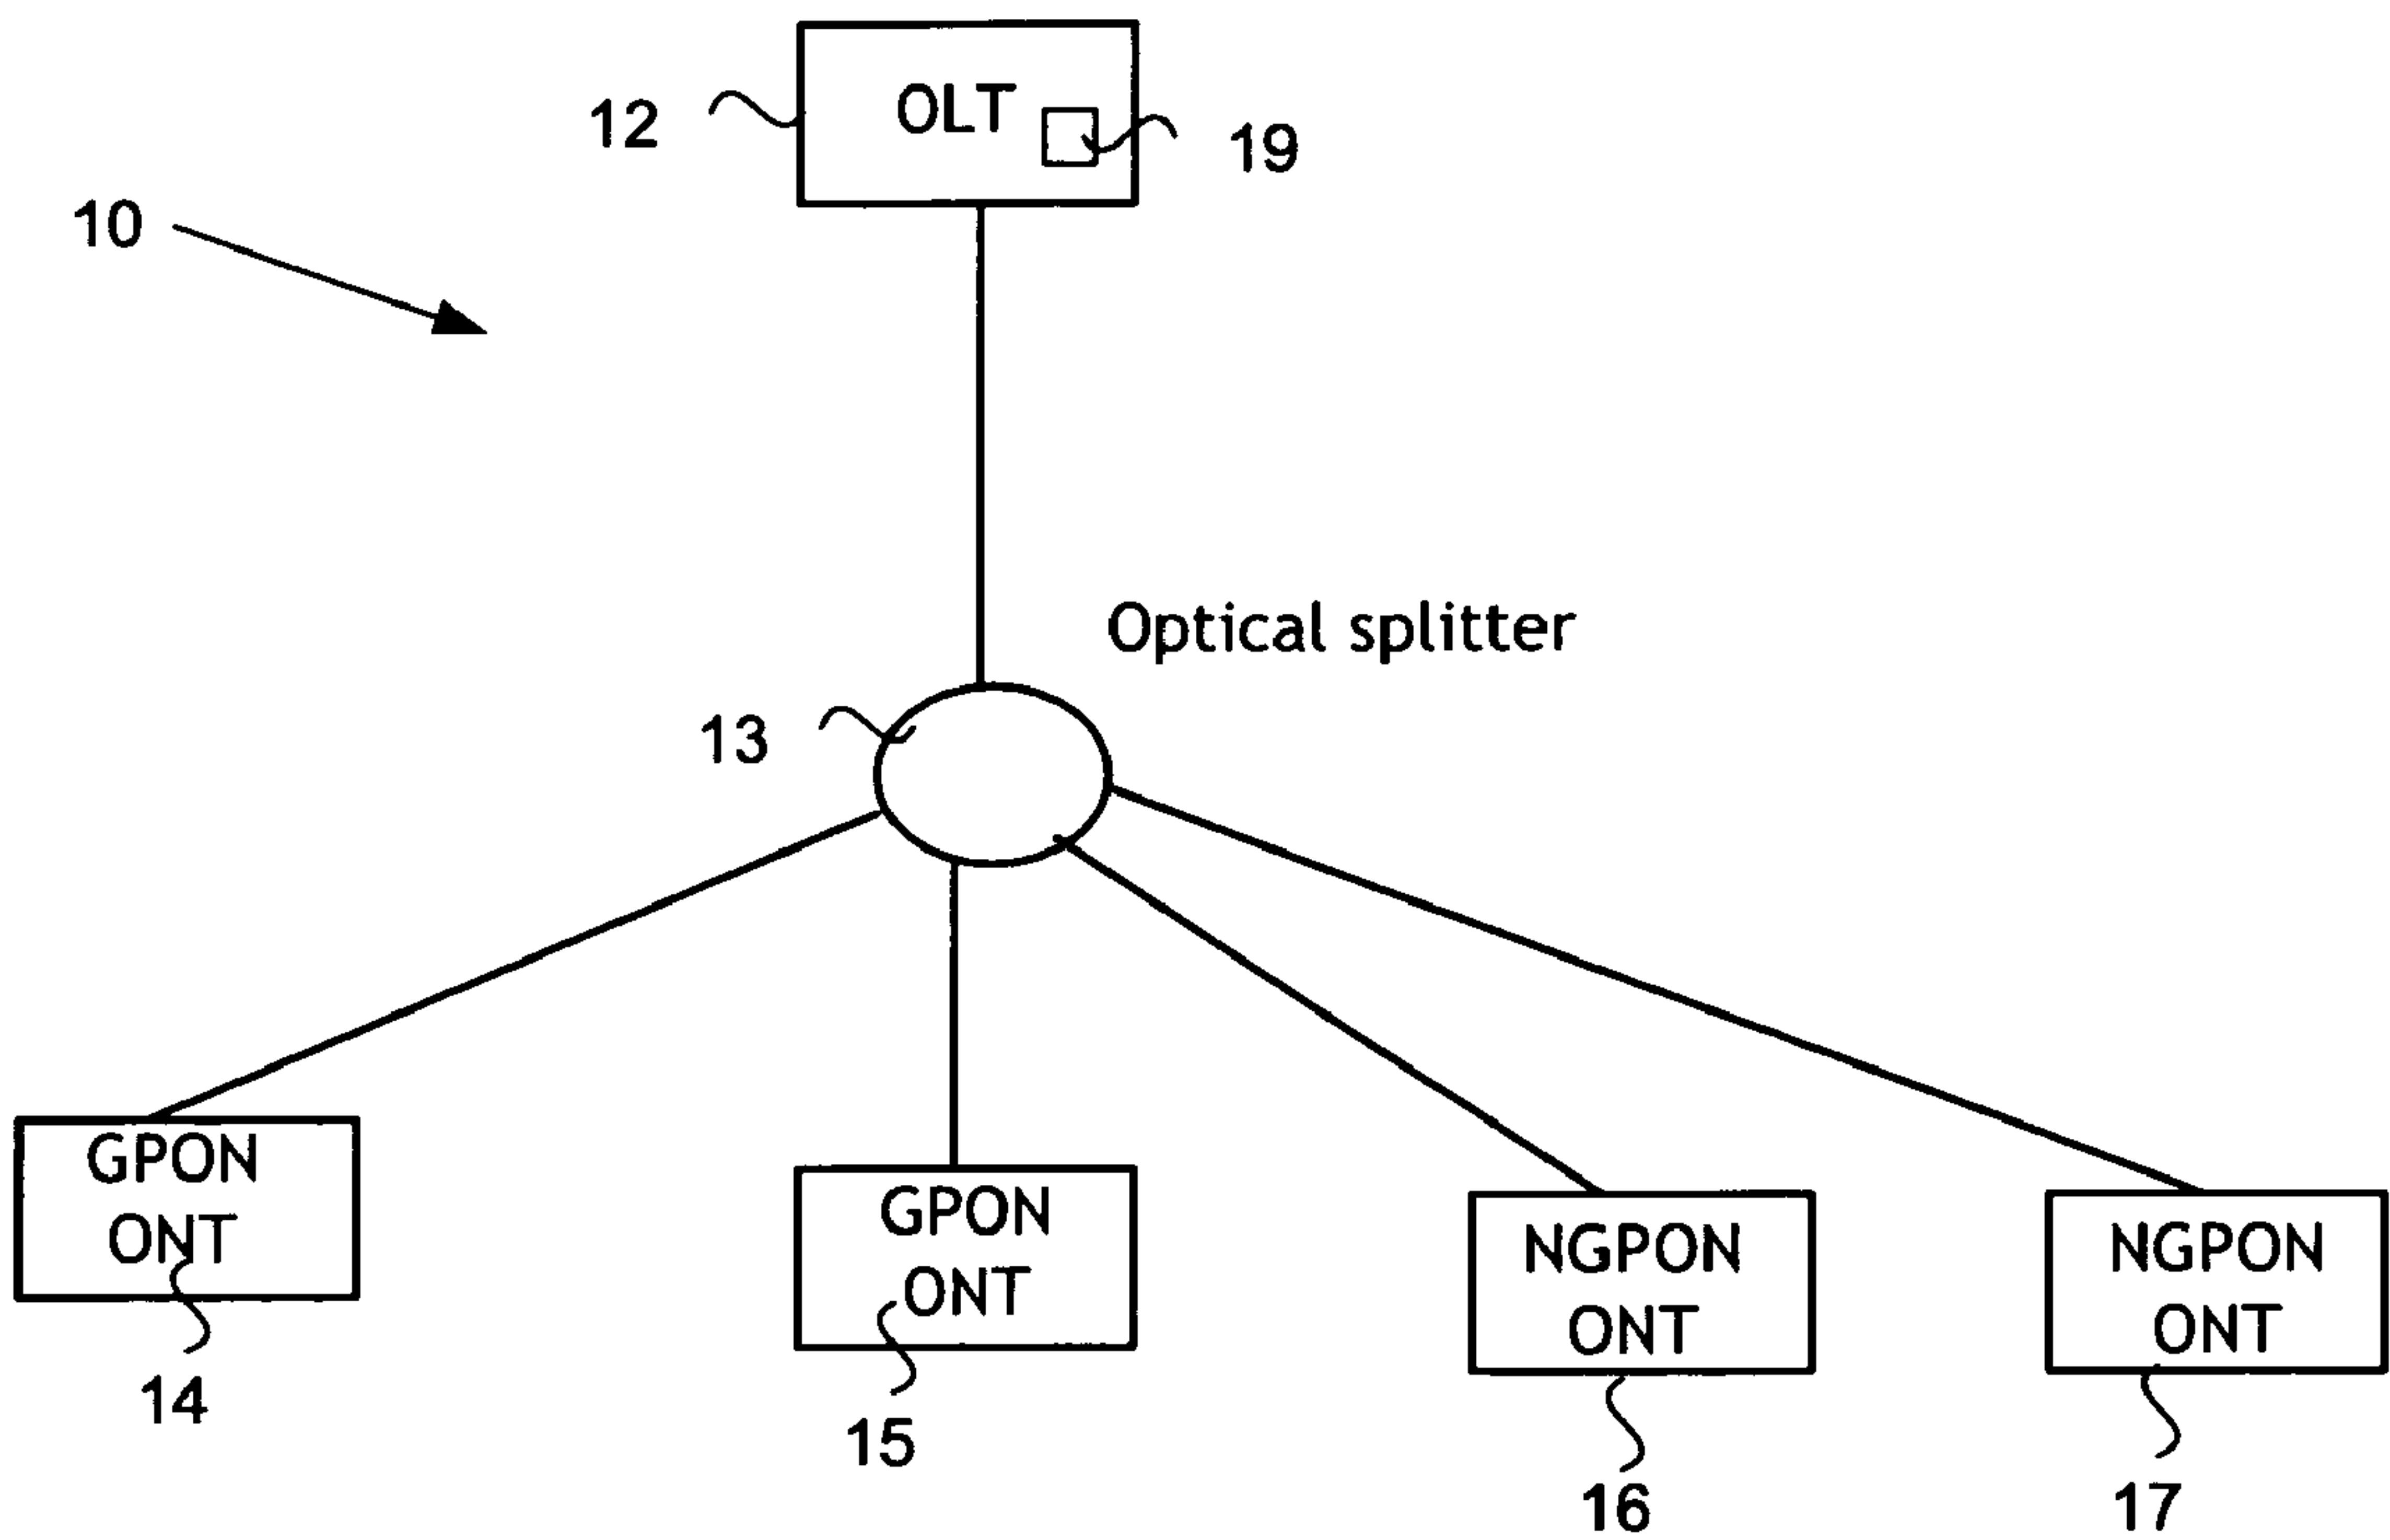 OLT
12
19
10
Optical splitter
13
GPON
ONT
14
GPON
ONT
15
NGPON
ONT
16
NGPON
ONT
17